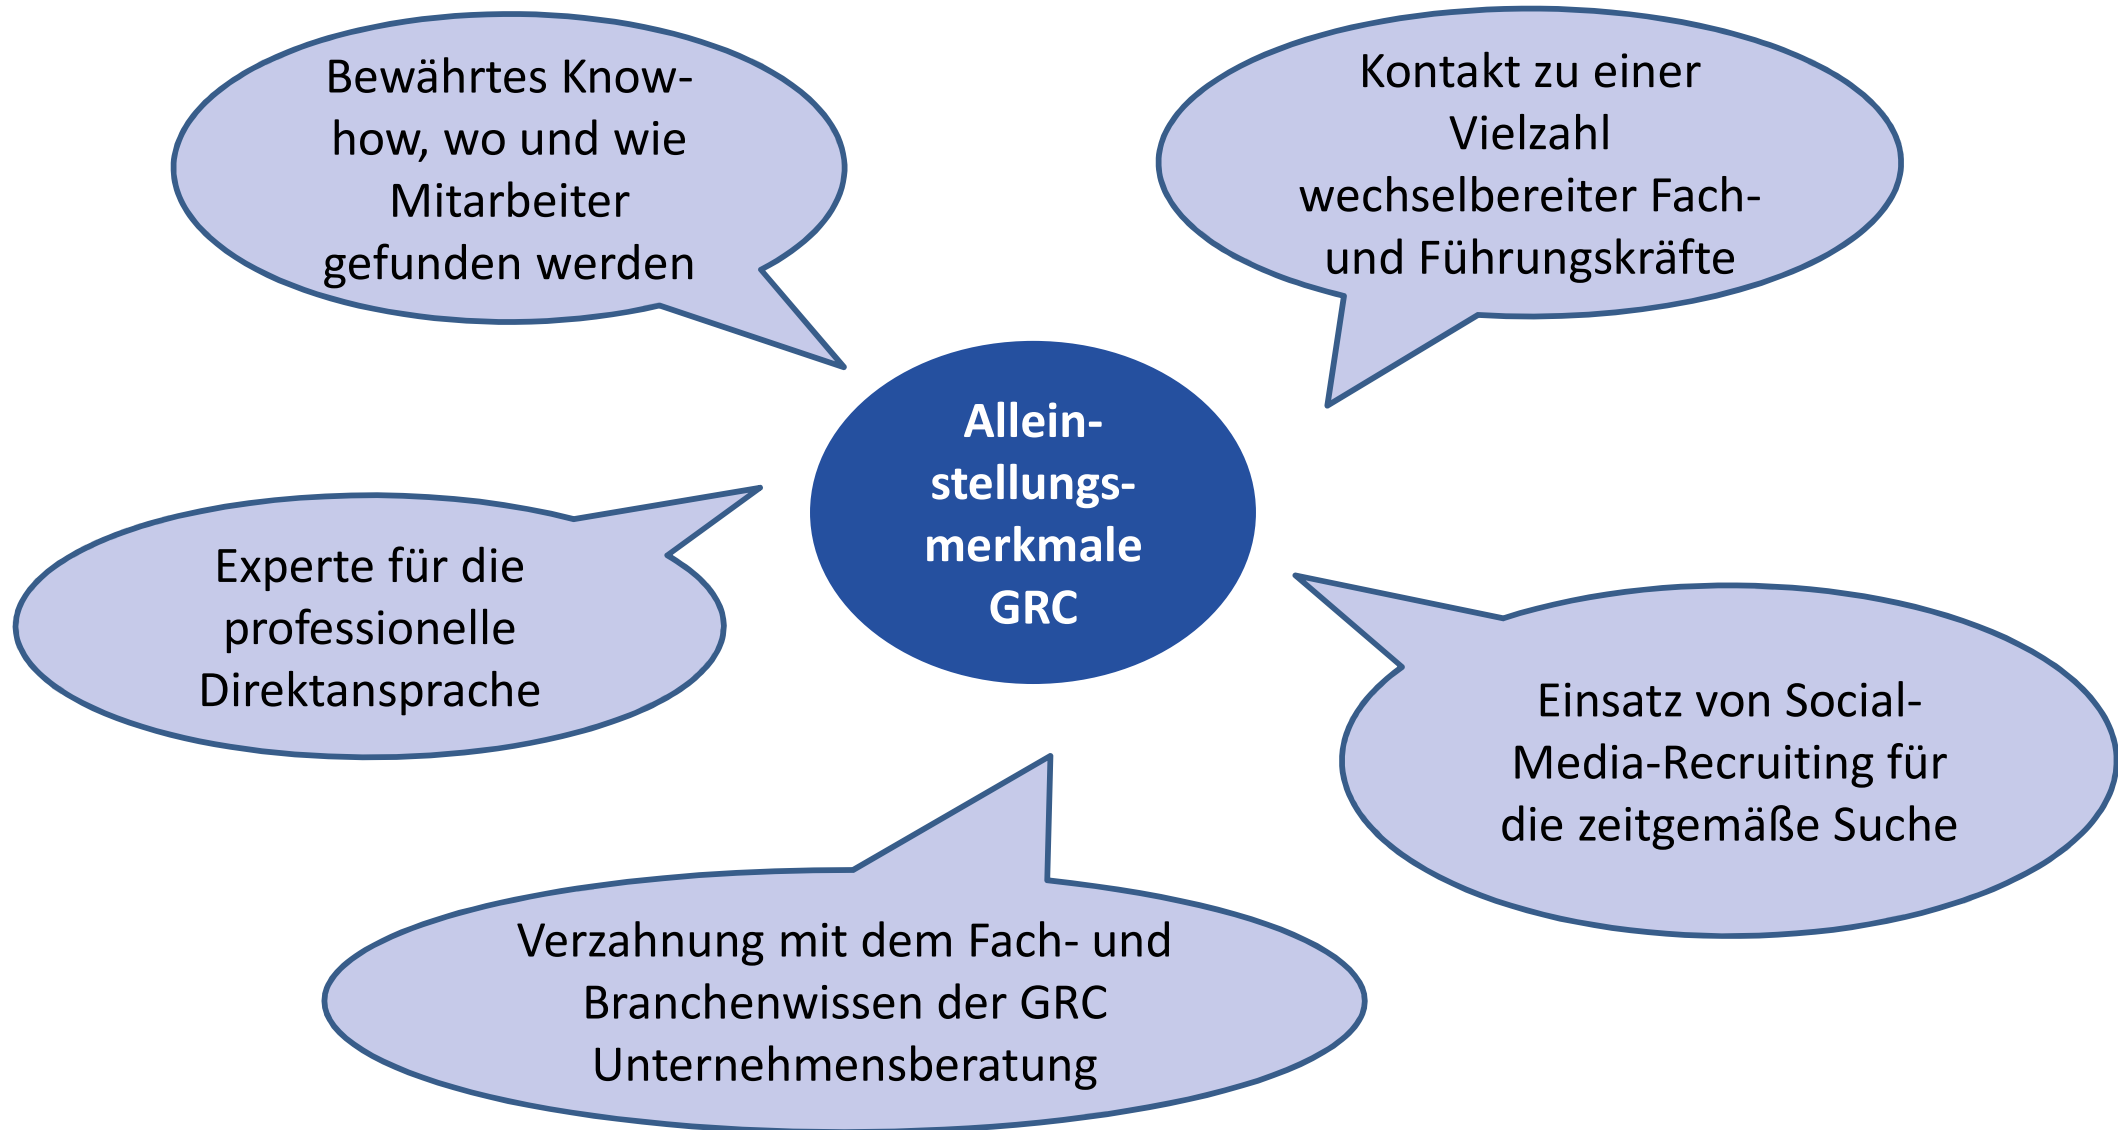 Bewährtes Know-
how, wo und wie
Mitarbeiter
gefunden werden
Kontakt zu einer
Vielzahl
wechselbereiter Fach-
und Führungskräfte
Allein-
stellungs-
merkmale
GRC
Experte für die
professionelle
Direktansprache
Einsatz von Social-
Media-Recruiting für
die zeitgemäße Suche
Verzahnung mit dem Fach- und
Branchenwissen der GRC
Unternehmensberatung